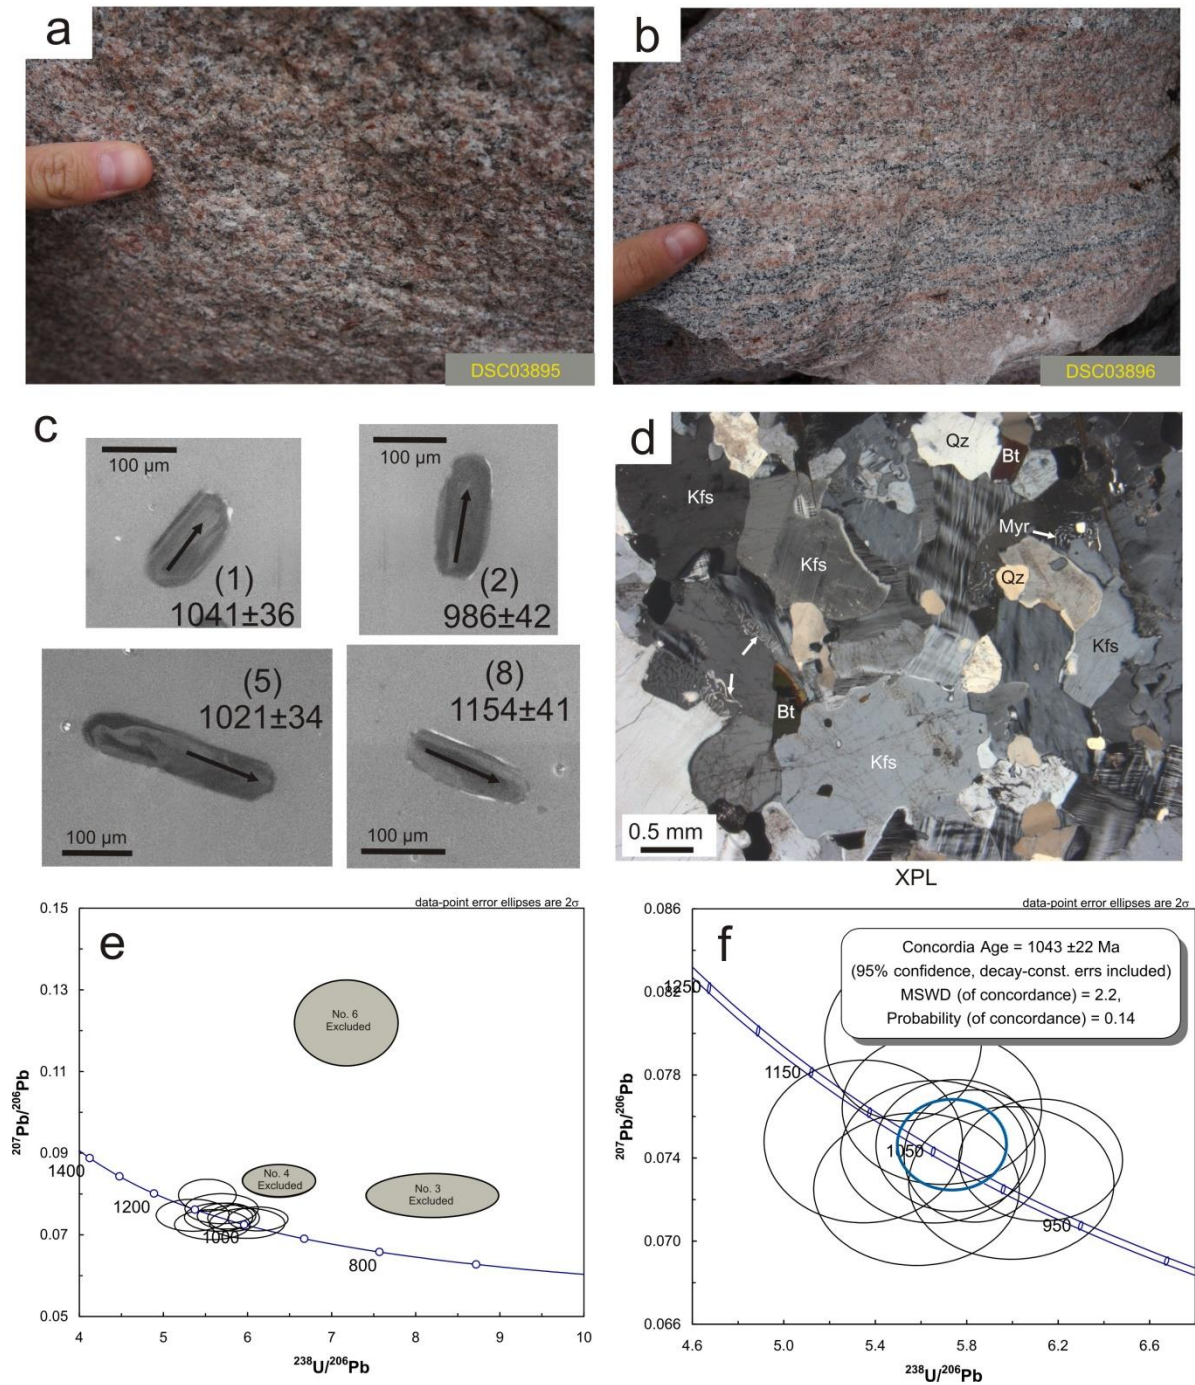 a
DSC03895
b
DSC03896
c
100 µm
(1)
1041±36
100 µm
(2)
986±42
(5)
1021±34
100 µm
(8)
1154±41
100 µm
d
Qz
Bt
Kfs
Myr
Kfs
Qz
Kfs
Bt
Kfs
0.5 mm
XPL
data-point error ellipses are 2σ
e
0.15
0.13
0.11
0.09
0.07
0.05
207Pb/206Pb
No. 6
Excluded
No. 4
Excluded
No. 3
Excluded
1400
1200
1000
800
4
5
6
7
8
9
10
238U/206Pb
data-point error ellipses are 2σ
f
Concordia Age = 1043 ±22 Ma
(95% confidence, decay-const. errs included)
MSWD (of concordance) = 2.2,
Probability (of concordance) = 0.14
0.086
0.082
0.078
0.074
0.070
0.066
207Pb/206Pb
1250
1150
1050
950
4.6
5.0
5.4
5.8
6.2
6.6
238U/206Pb